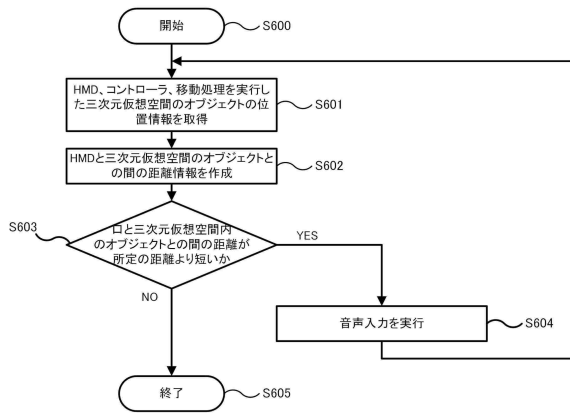 開始
S600
HMD、コントローラ、移動処理を実行し
た三次元仮想空間のオブジェクトの位
置情報を取得
S601
HMDと三次元仮想空間のオブジェクトと
の間の距離情報を作成
S602
S603
口と三次元仮想空間内
のオブジェクトとの間の距離が
所定の距離より短いか
YES
NO
音声入力を実行
S604
終了
S605